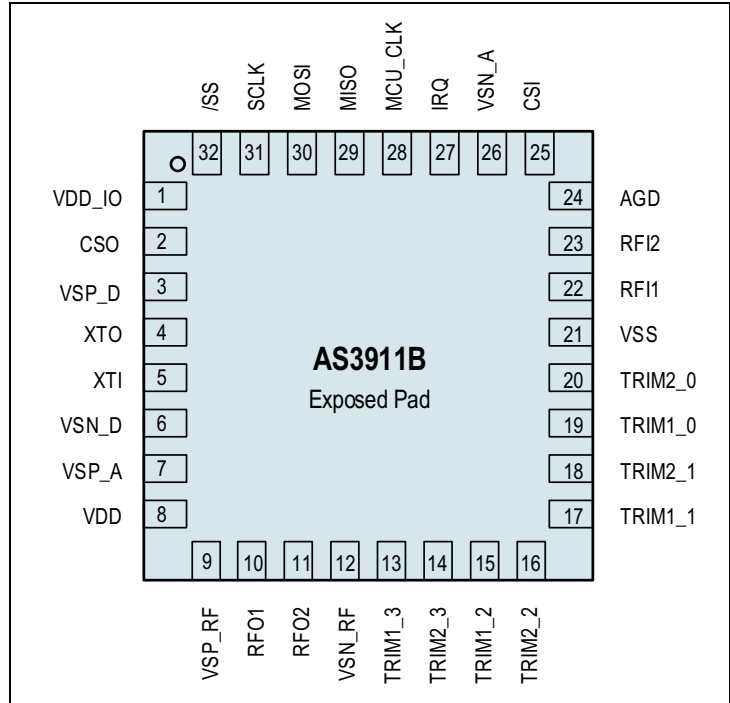 /SS
SCLK
MOSI
MISO
MCU_CLK
IRQ
VSN_A
CSI
32
31
30
29
28
27
26
25
VDD_IO 1
CSO 2
VSP_D 3
XTO 4
XTI 5
VSN_D 6
VSP_A 7
VDD 8
AS3911B
Exposed Pad
24 AGD
23 RFI2
22 RFI1
21 VSS
20 TRIM2_0
19 TRIM1_0
18 TRIM2_1
17 TRIM1_1
9
10
11
12
13
14
15
16
VSP_RF
RFO1
RFO2
VSN_RF
TRIM1_3
TRIM2_3
TRIM1_2
TRIM2_2